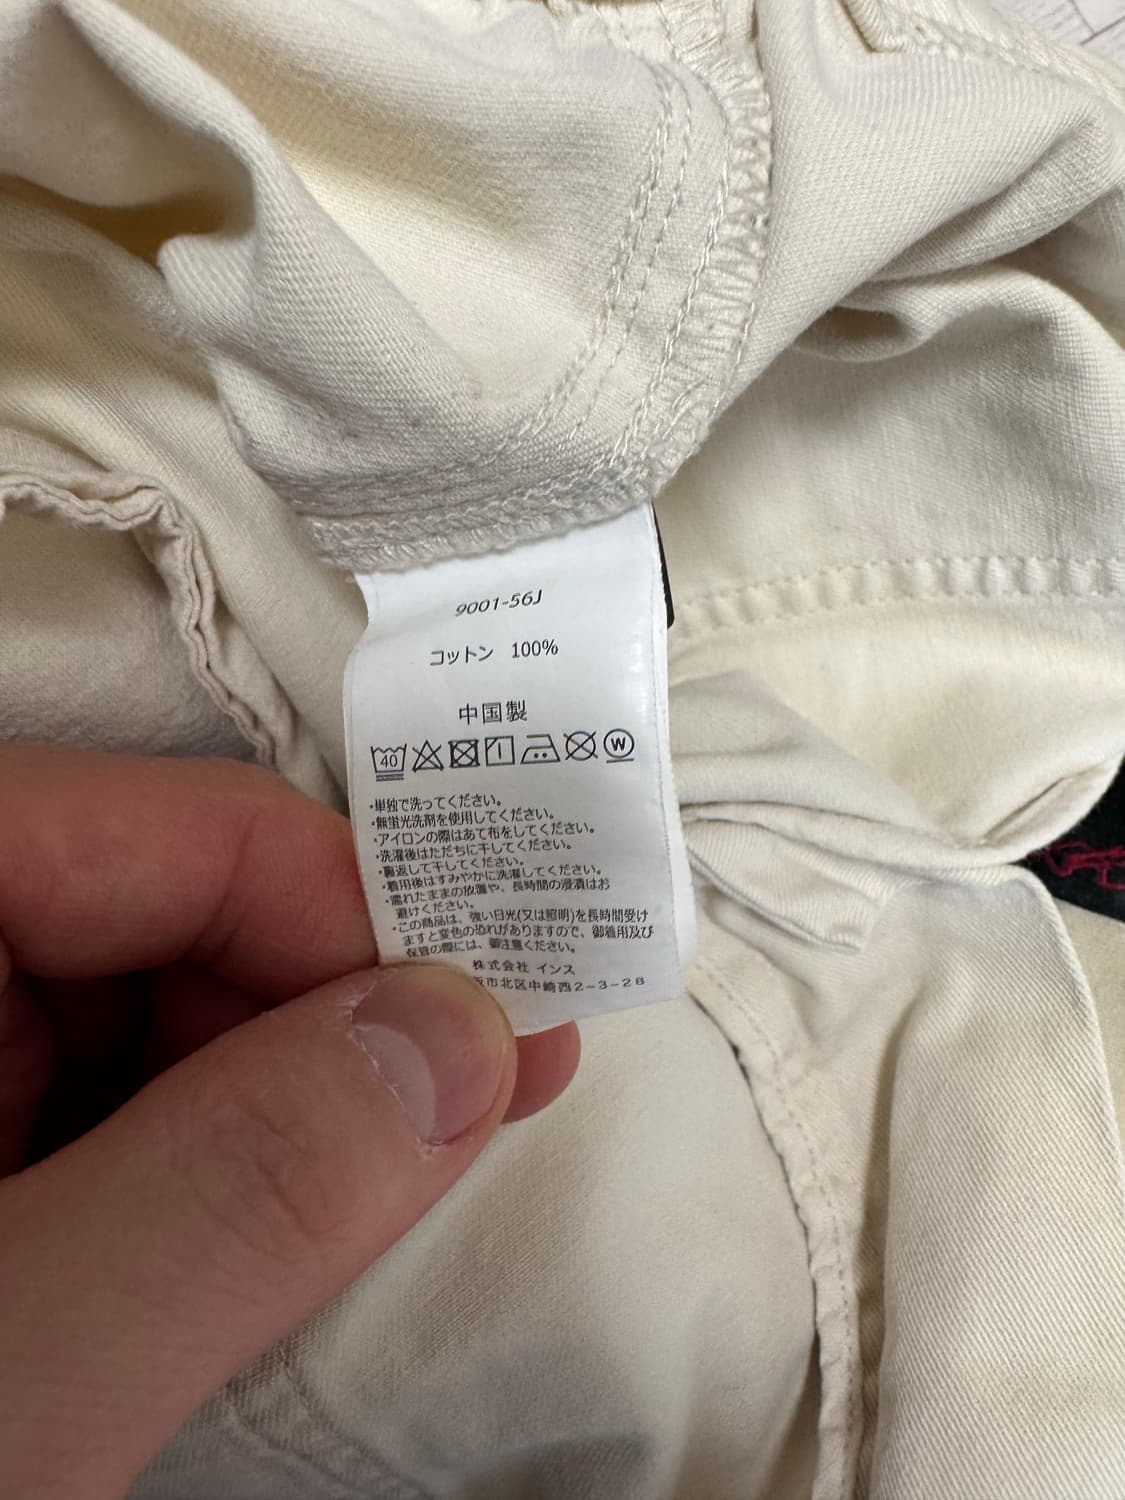 9001-56J
コットン 100%
中国製
40 W
・単独で洗ってください。
・無蛍光洗剤を使用してください。
・アイロンの際はあて布をしてください。
・洗濯後はただちに干してください。
・裏返して干してください。
・着用後はすみやかに洗濯してください。
・濡れたままの放置や、長時間の浸漬はお
避けください。
・この商品は、強い日光(又は照明)を長時間受け
ますと変色の恐れがありますので、御着用及び
保管の際には、御注意ください。
株式会社 インス
阪市北区中崎西2-3-28